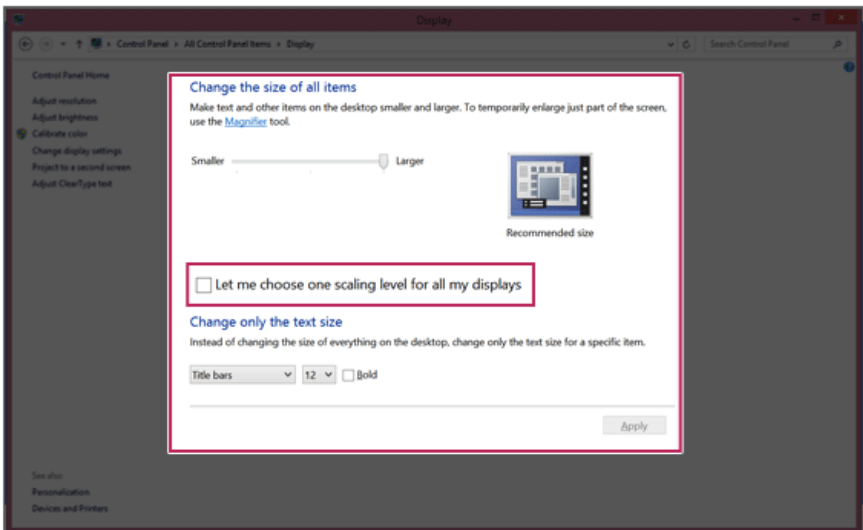 Display
Control Panel › All Control Panel Items › Display
Search Control Panel
Control Panel Home
Adjust resolution
Adjust brightness
Calibrate color
Change display settings
Project to a second screen
Adjust ClearType text
Change the size of all items
Make text and other items on the desktop smaller and larger. To temporarily enlarge just part of the screen,
use the Magnifier tool.
Smaller
Larger
Recommended size
Let me choose one scaling level for all my displays
Change only the text size
Instead of changing the size of everything on the desktop, change only the text size for a specific item.
Title bars 12 Bold
Apply
See also
Personalization
Devices and Printers